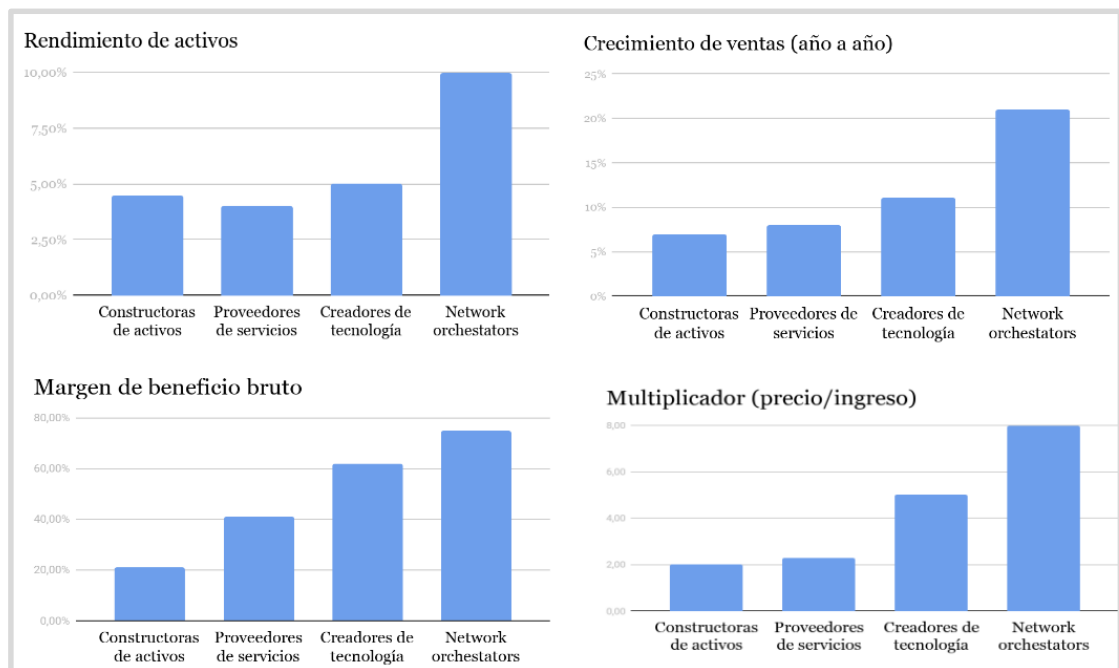 Rendimiento de activos
10,00%
7,50%
5,00%
2,50%
0,00%
Constructoras de activos
Proveedores de servicios
Creadores de tecnología
Network orchestators
Crecimiento de ventas (año a año)
25%
20%
15%
10%
5%
0%
Constructoras de activos
Proveedores de servicios
Creadores de tecnología
Network orchestators
Margen de beneficio bruto
80,00%
60,00%
40,00%
20,00%
0,00%
Constructoras de activos
Proveedores de servicios
Creadores de tecnología
Network orchestators
Multiplicador (precio/ingreso)
8,00
6,00
4,00
2,00
0,00
Constructoras de activos
Proveedores de servicios
Creadores de tecnología
Network orchestators